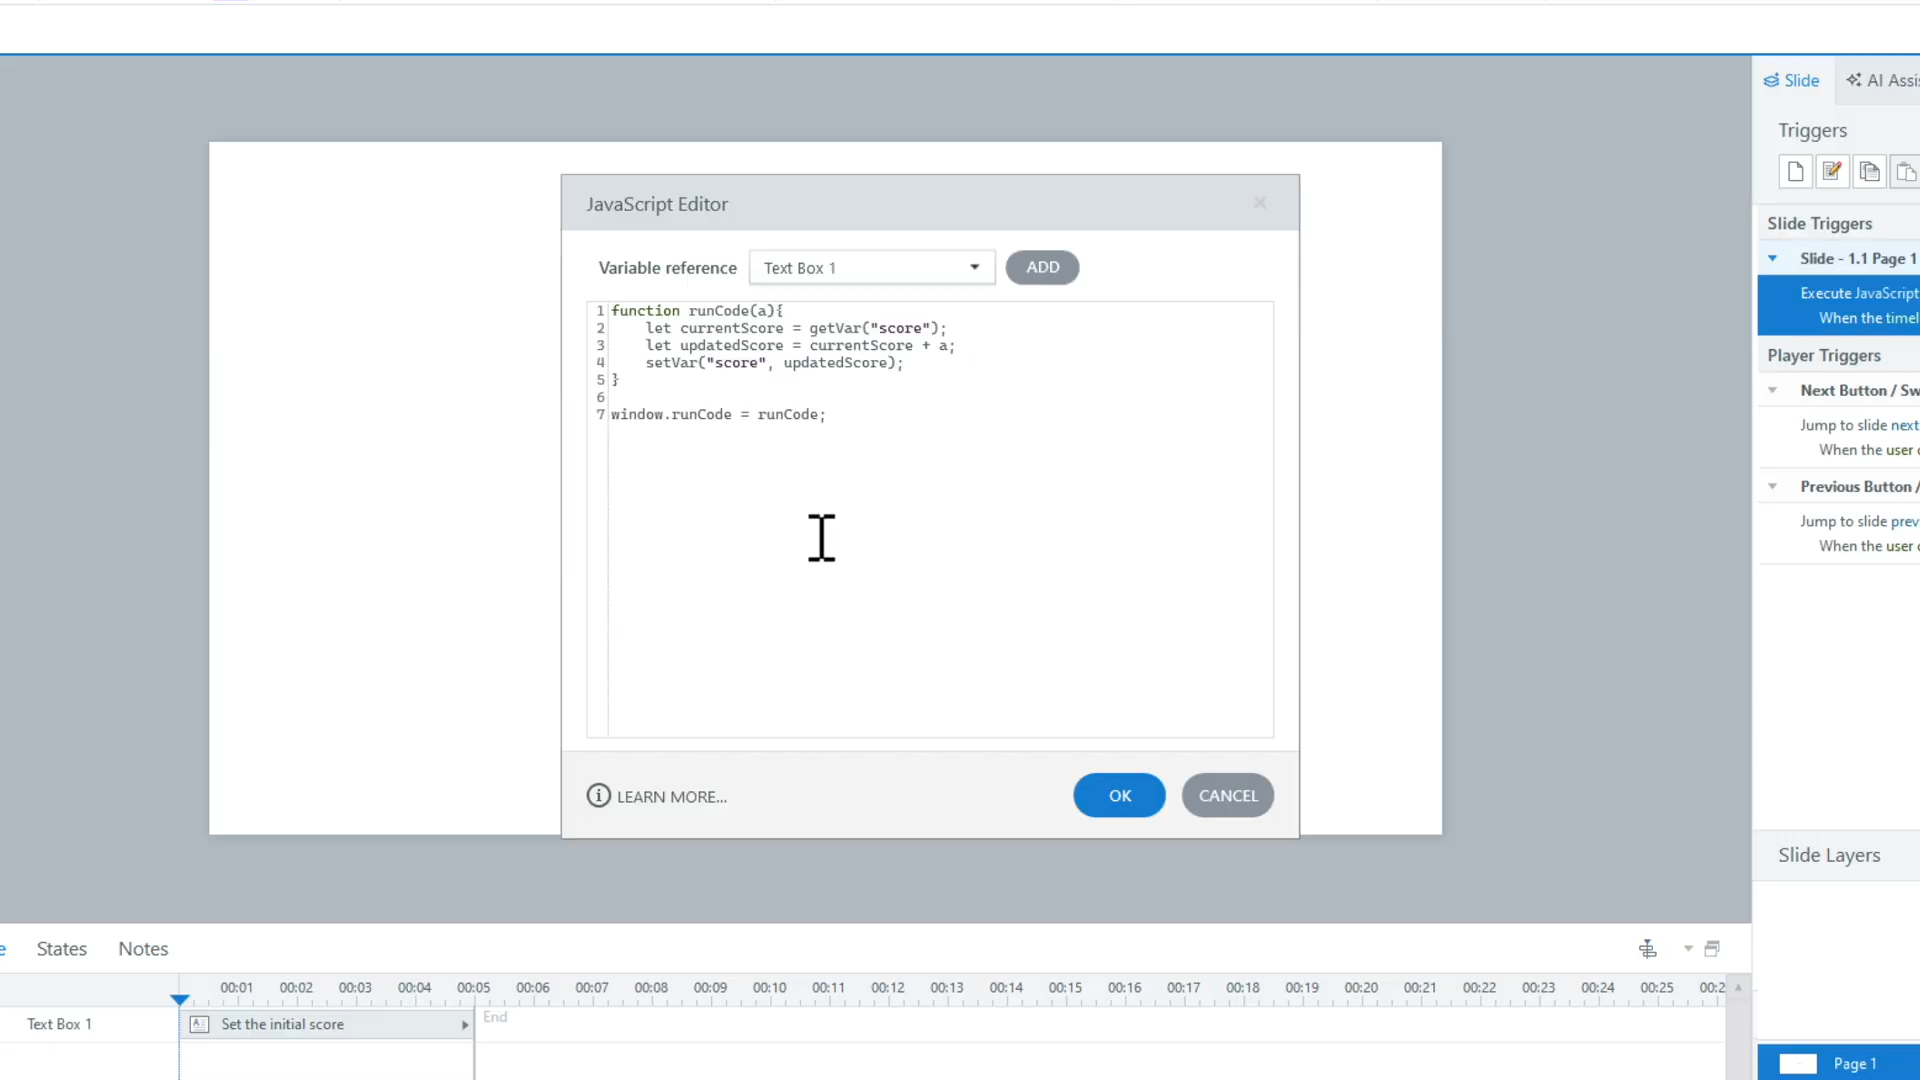 Slide
AI Assis
Triggers
JavaScript Editor
Slide Triggers
Variable reference
Text Box 1
ADD
Slide - 1.1 Page 1
Execute JavaScript
When the timel
1 function runCode(a){
2 let currentScore = getVar("score");
3 let updatedScore = currentScore + a;
4 setVar("score", updatedScore);
5 }
6
7 window.runCode = runCode;
Player Triggers
Next Button / Sw
Jump to slide next
When the user c
Previous Button /
Jump to slide prev
When the user c
LEARN MORE...
OK
CANCEL
Slide Layers
e
States
Notes
00:01 00:02 00:03 00:04 00:05 00:06 00:07 00:08 00:09 00:10 00:11 00:12 00:13 00:14 00:15 00:16 00:17 00:18 00:19 00:20 00:21 00:22 00:23 00:24 00:25 00:2
Text Box 1
Set the initial score
End
Page 1